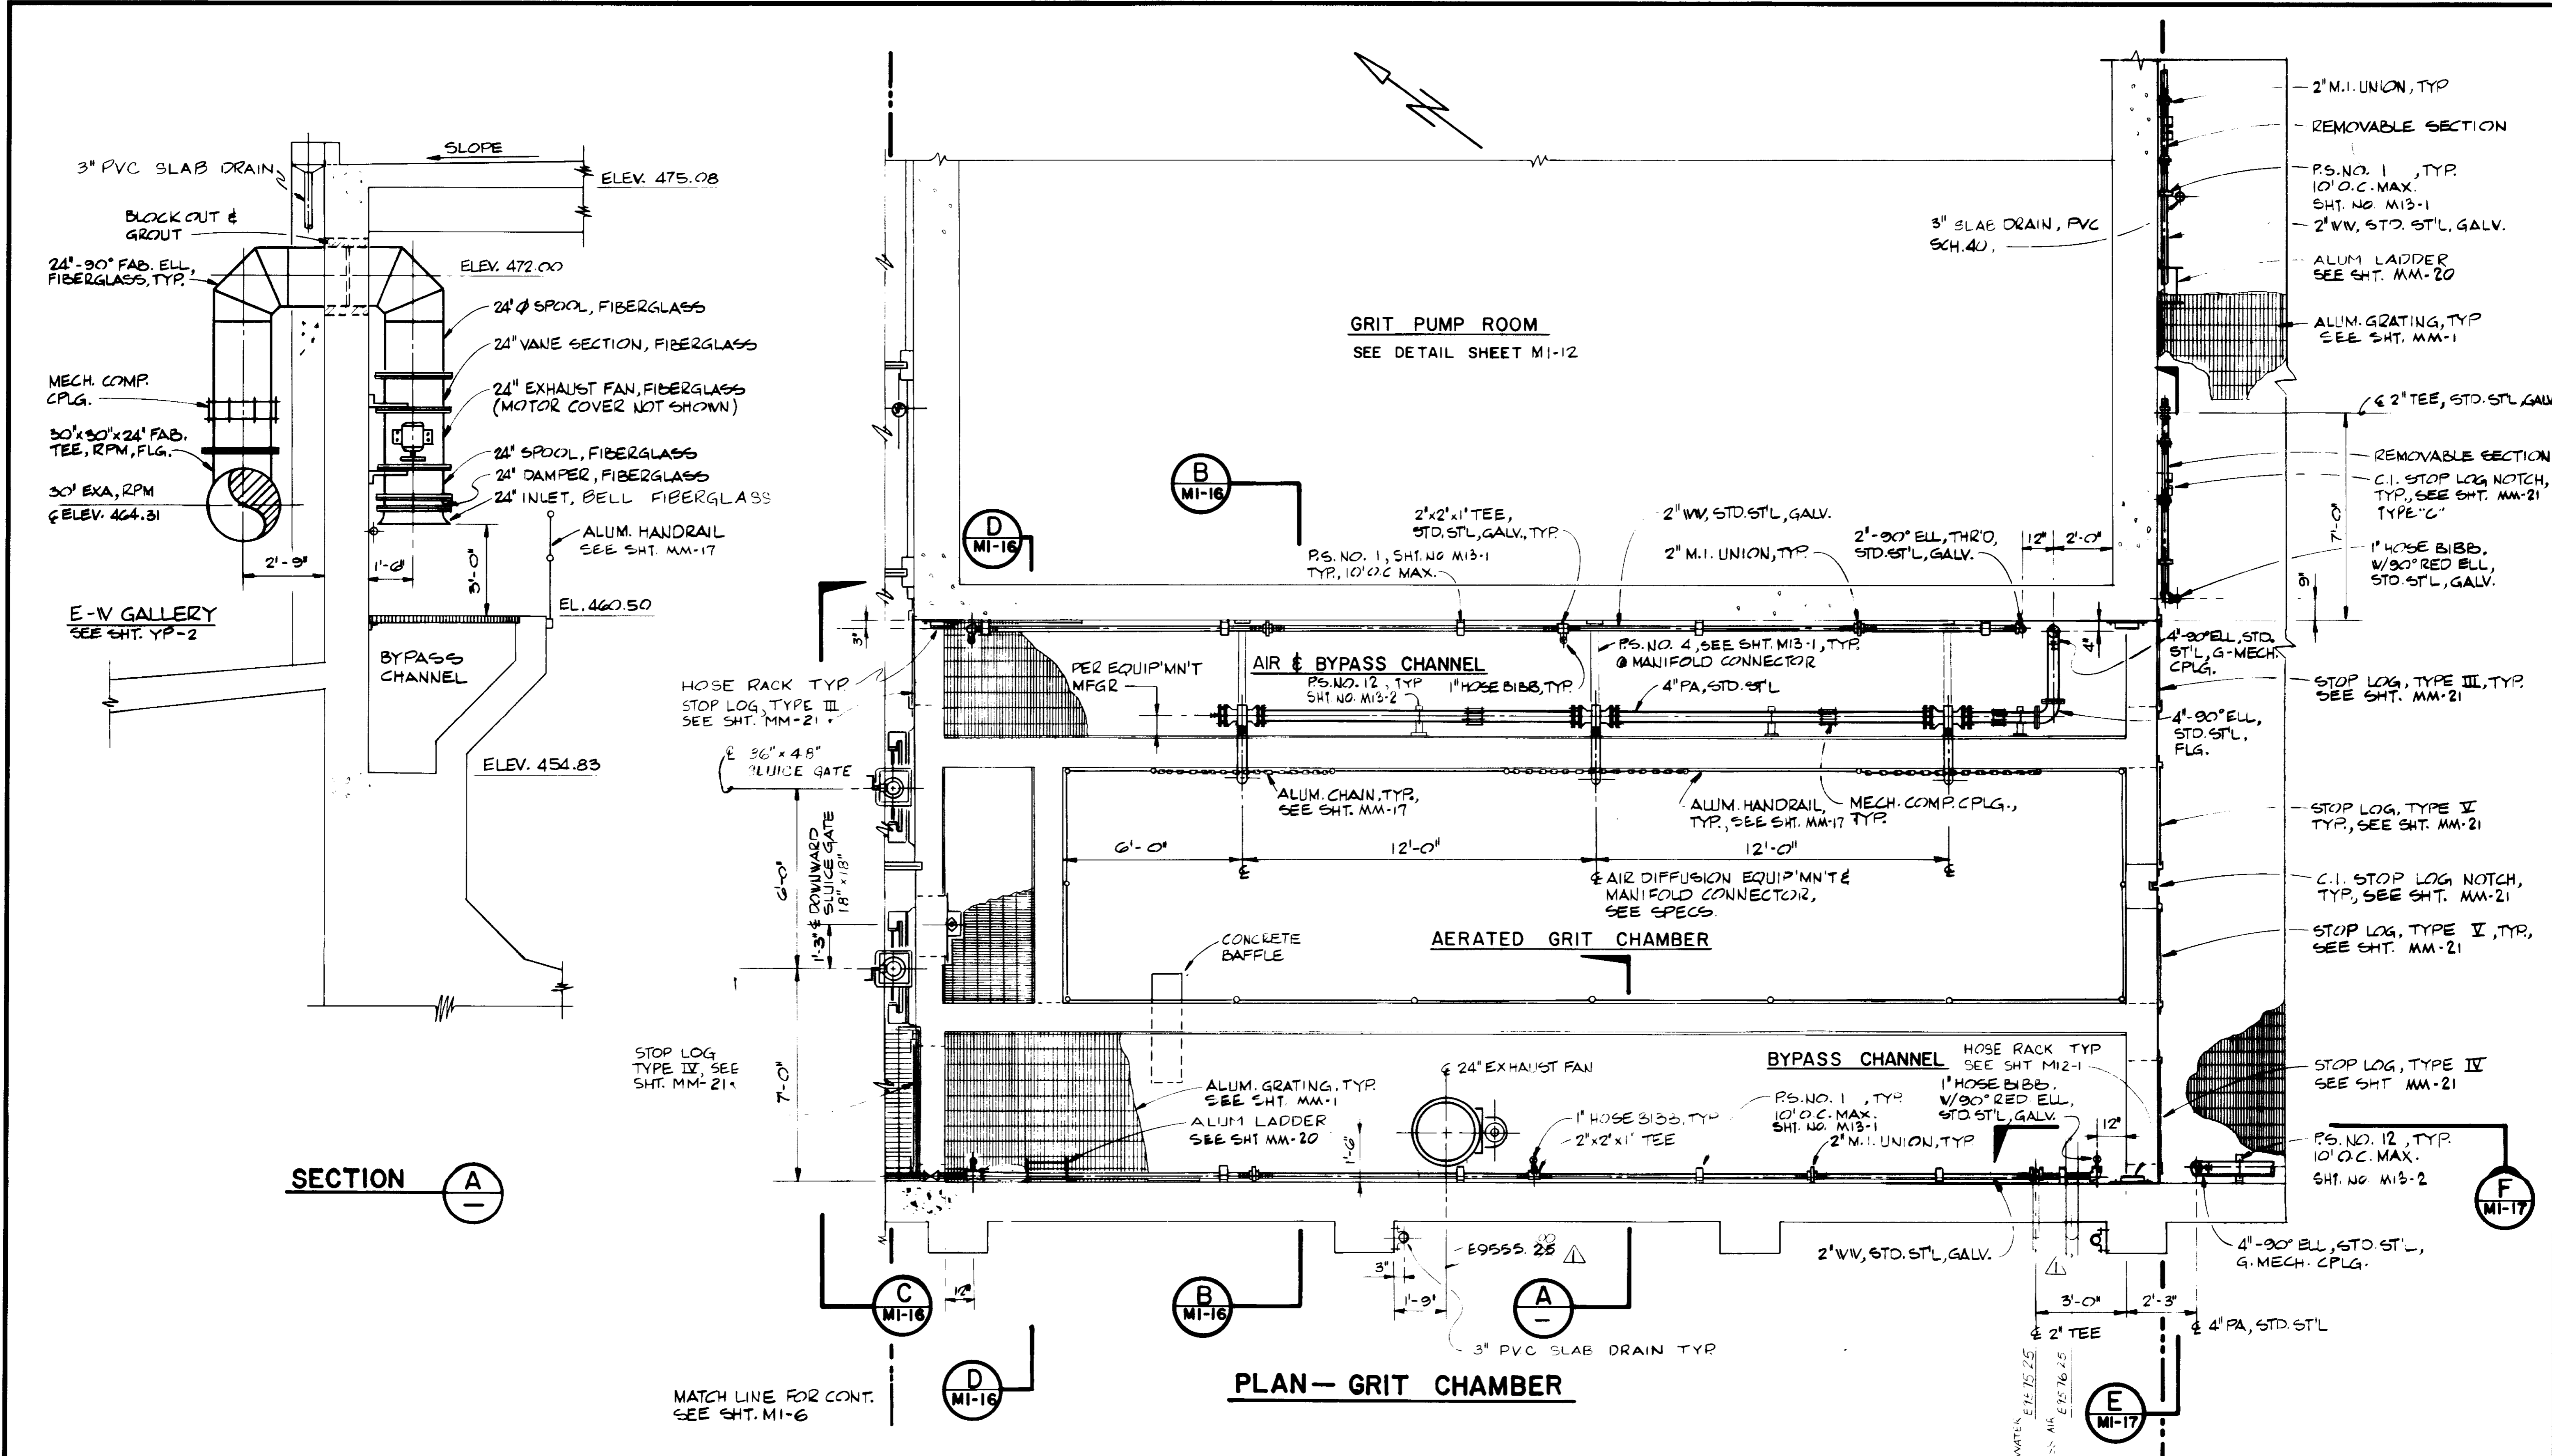 SLOPE
3" PVC SLAB DRAIN
ELEV. 475.08
BLOCK OUT &
GROUT
24"-90° FAB. ELL,
FIBERGLASS, TYP.
ELEV. 472.00
24" Ø SPOOL, FIBERGLASS
24" VANE SECTION, FIBERGLASS
MECH. COMP.
CPLG.
24" EXHAUST FAN, FIBERGLASS
(MOTOR COVER NOT SHOWN)
30"x30"x24" FAB.
TEE, RPM, FLG.
24" SPOOL, FIBERGLASS
24" DAMPER, FIBERGLASS
24" INLET, BELL FIBERGLASS
30" EXA, RPM
℄ ELEV. 464.31
ALUM. HANDRAIL
SEE SHT. MM-17
2'-9"
1'-6"
3'-0"
E-W GALLERY
SEE SHT. YP-2
EL. 460.50
BYPASS
CHANNEL
ELEV. 454.83
SECTION
A
—
N
GRIT PUMP ROOM
SEE DETAIL SHEET M1-12
3" SLAB DRAIN, PVC
SCH. 40,
2" M.I. UNION, TYP
REMOVABLE SECTION
P.S. NO. 1 , TYP.
10' O.C. MAX.
SHT. NO. M13-1
2" WW, STD. ST'L, GALV.
ALUM LADDER
SEE SHT. MM-20
ALUM. GRATING, TYP
SEE SHT. MM-1
℄ 2" TEE, STD. ST'L, GALV
REMOVABLE SECTION
C.I. STOP LOG NOTCH,
TYP., SEE SHT. MM-21
TYPE "C"
7'-0"
1" HOSE BIBB,
W/90° RED ELL,
STD. ST'L, GALV.
9"
B
M1-16
D
M1-16
P.S. NO. 1, SHT. NO M13-1
TYP., 10' O.C MAX.
2"x2"x1" TEE,
STD. ST'L, GALV., TYP.
2" WW, STD. ST'L, GALV.
2" M.I. UNION, TYP.
2"-90° ELL, THR'D,
STD. ST'L, GALV.
12"
2'-0"
3"
4"
4"-90° ELL, STD.
ST'L, G-MECH.
CPLG.
HOSE RACK TYP.
STOP LOG, TYPE III
SEE SHT. MM-21
PER EQUIP'MN'T
MFGR
AIR & BYPASS CHANNEL
P.S. NO. 12, TYP
SHT. NO. M13-2
1" HOSE BIBB, TYP.
P.S. NO. 4, SEE SHT. M13-1, TYP.
@ MANIFOLD CONNECTOR
4" PA, STD. ST'L
4"-90° ELL,
STD. ST'L,
FLG.
STOP LOG, TYPE III, TYP.
SEE SHT. MM-21
℄ 36" x 48"
SLUICE GATE
ALUM. CHAIN, TYP.,
SEE SHT. MM-17
ALUM. HANDRAIL,
TYP., SEE SHT. MM-17
MECH. COMP. CPLG.,
TYP.
STOP LOG, TYPE V
TYP., SEE SHT. MM-21
6'-0"
1'-3"
℄ DOWNWARD
SLUICE GATE
18" x 18"
6'-0"
12'-0"
12'-0"
℄ AIR DIFFUSION EQUIP'MN'T &
MANIFOLD CONNECTOR,
SEE SPECS.
C.I. STOP LOG NOTCH,
TYP., SEE SHT. MM-21
STOP LOG, TYPE V, TYP.,
SEE SHT. MM-21
CONCRETE
BAFFLE
AERATED GRIT CHAMBER
STOP LOG
TYPE IV, SEE
SHT. MM-21
7'-0"
ALUM. GRATING, TYP.
SEE SHT. MM-1
ALUM LADDER
SEE SHT MM-20
℄ 24" EXHAUST FAN
BYPASS CHANNEL
HOSE RACK TYP
SEE SHT M12-1
1" HOSE BIBB,
W/90° RED ELL,
STD. ST'L, GALV.
12"
1" HOSE BIBB, TYP
2"x2"x1" TEE
P.S. NO. 1 , TYP.
10' O.C. MAX.
SHT. NO. M13-1
2" M.I. UNION, TYP
1'-6"
STOP LOG, TYPE IV
SEE SHT MM-21
P.S. NO. 12, TYP.
10' O.C. MAX.
SHT. NO. M13-2
F
M1-17
E9555.
1
2" WW, STD. ST'L, GALV.
1
4"-90° ELL, STD. ST'L,
G. MECH. CPLG.
C
M1-16
12"
B
M1-16
3"
1'-9"
A
—
3'-0"
2'-3"
℄ 2" TEE
℄ 4" PA, STD. ST'L
3" PVC SLAB DRAIN TYP.
D
M1-16
MATCH LINE FOR CONT.
SEE SHT. M1-6
PLAN — GRIT CHAMBER
WATER
AIR
E9576.25
E
M1-17